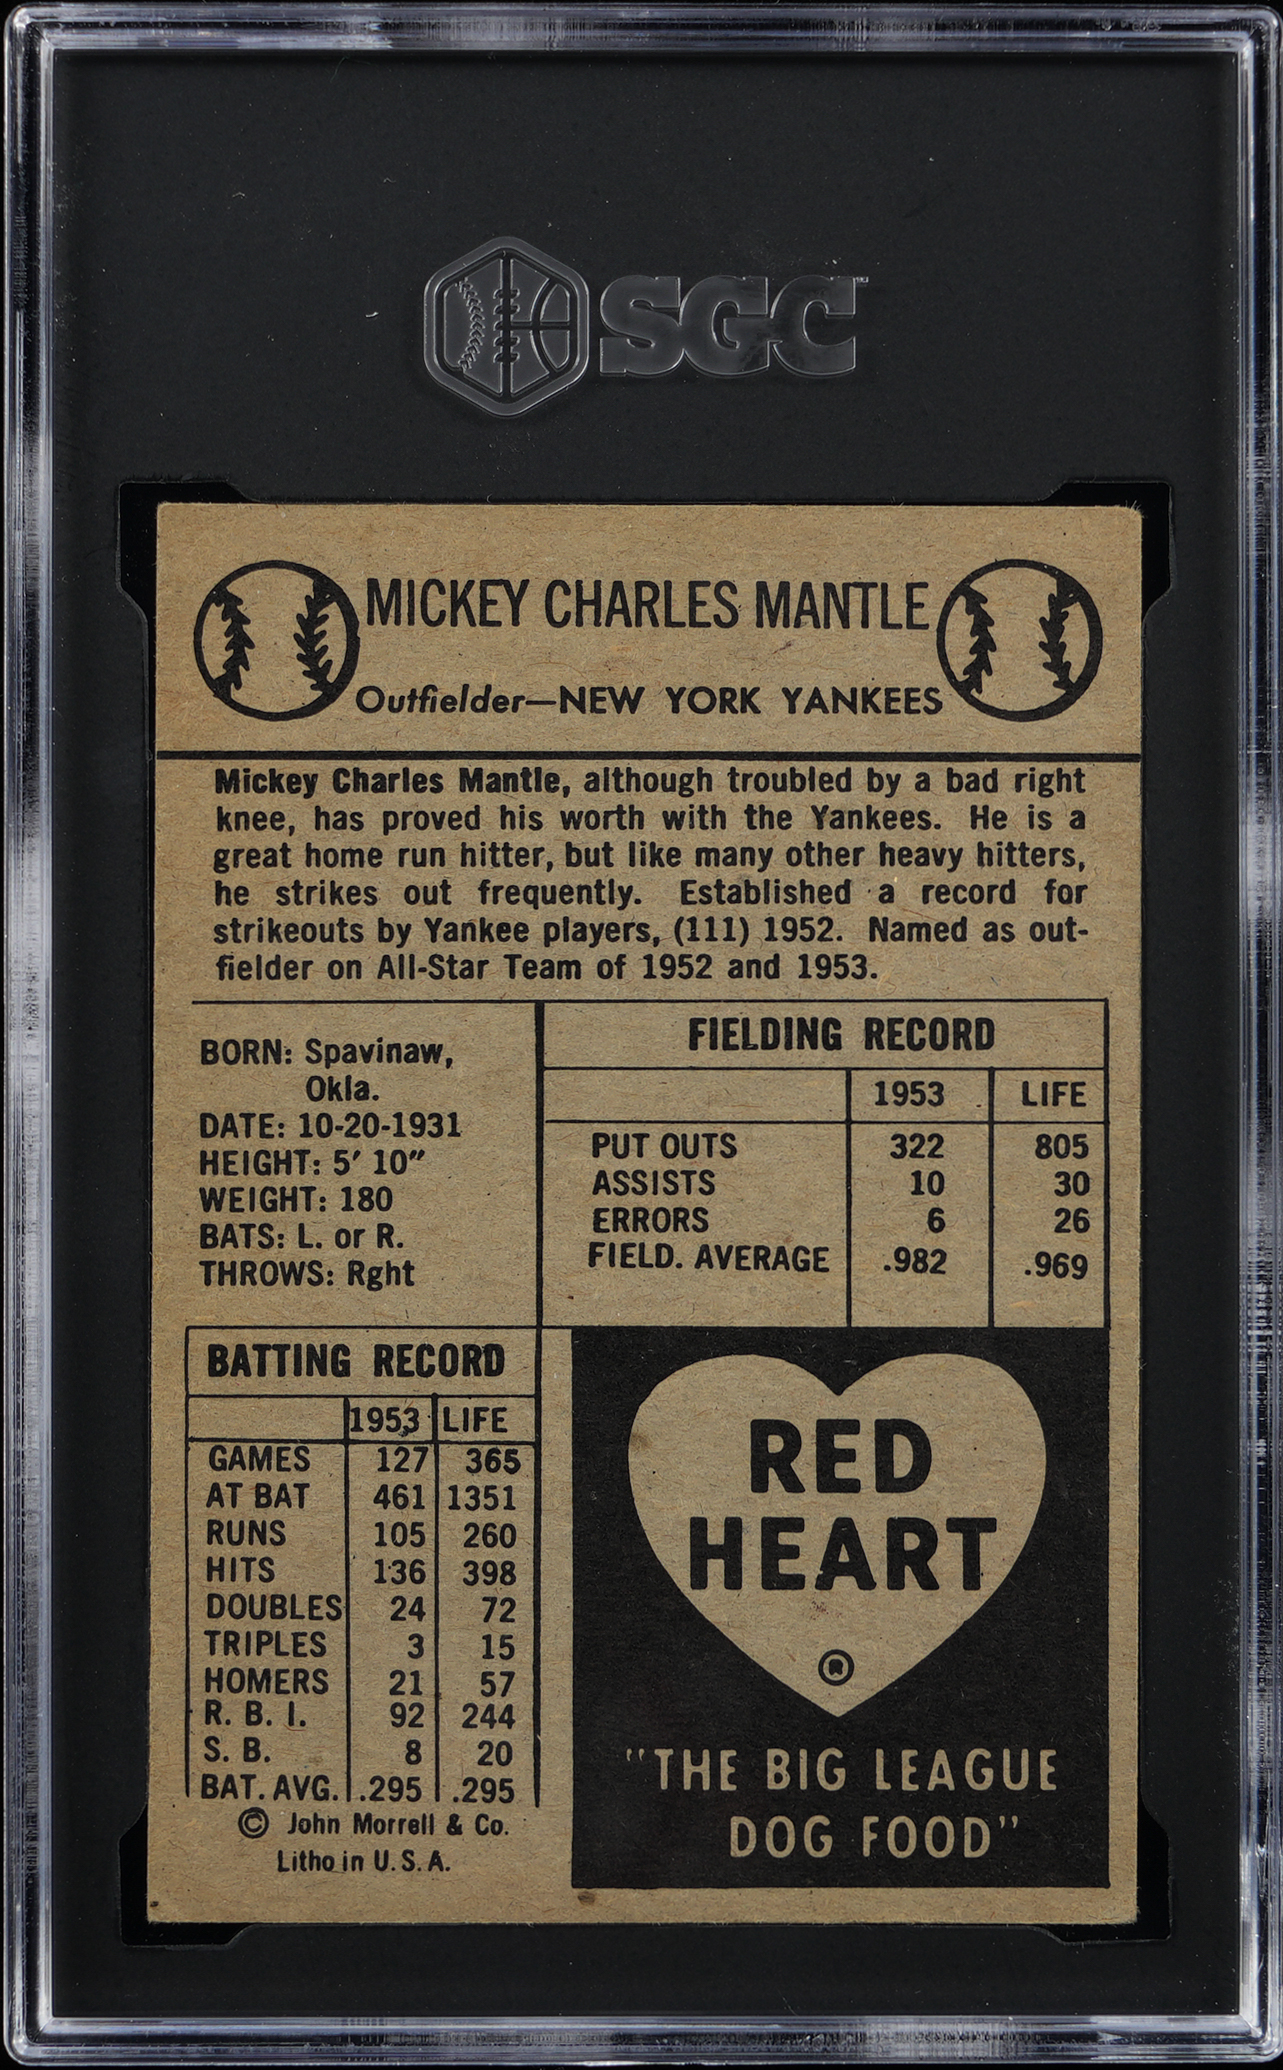 SGC
MICKEY CHARLES MANTLE
Outfielder—NEW YORK YANKEES
Mickey Charles Mantle, although troubled by a bad right
knee, has proved his worth with the Yankees. He is a
great home run hitter, but like many other heavy hitters,
he strikes out frequently. Established a record for
strikeouts by Yankee players, (111) 1952. Named as out-
fielder on All-Star Team of 1952 and 1953.
BORN: Spavinaw,
Okla.
DATE: 10-20-1931
HEIGHT: 5′ 10″
WEIGHT: 180
BATS: L. or R.
THROWS: Rght
FIELDING RECORD
1953 LIFE
PUT OUTS 322 805
ASSISTS 10 30
ERRORS 6 26
FIELD. AVERAGE .982 .969
BATTING RECORD
1953 LIFE
GAMES 127 365
AT BAT 461 1351
RUNS 105 260
HITS 136 398
DOUBLES 24 72
TRIPLES 3 15
HOMERS 21 57
R. B. I. 92 244
S. B. 8 20
BAT. AVG. .295 .295
© John Morrell & Co.
Litho in U. S. A.
RED
HEART
®
"THE BIG LEAGUE
DOG FOOD"